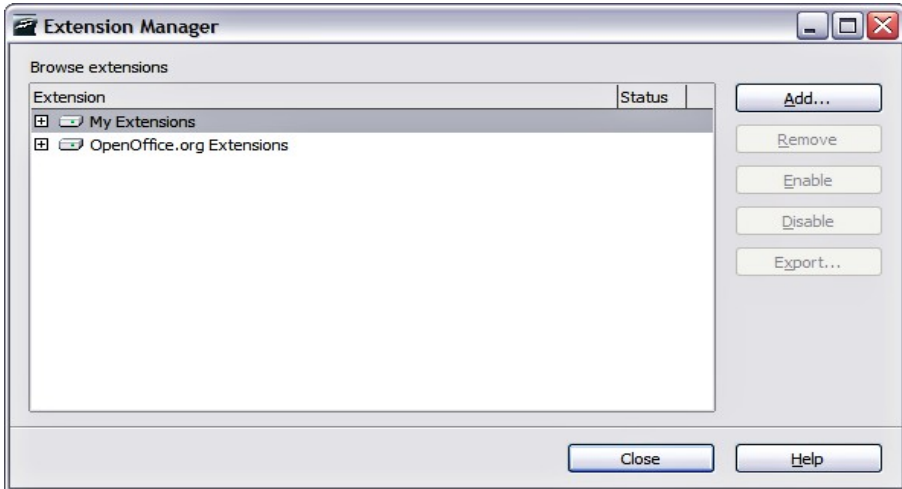 Extension Manager
Browse extensions
Extension Status
My Extensions
OpenOffice.org Extensions
Add...
Remove
Enable
Disable
Export...
Close Help